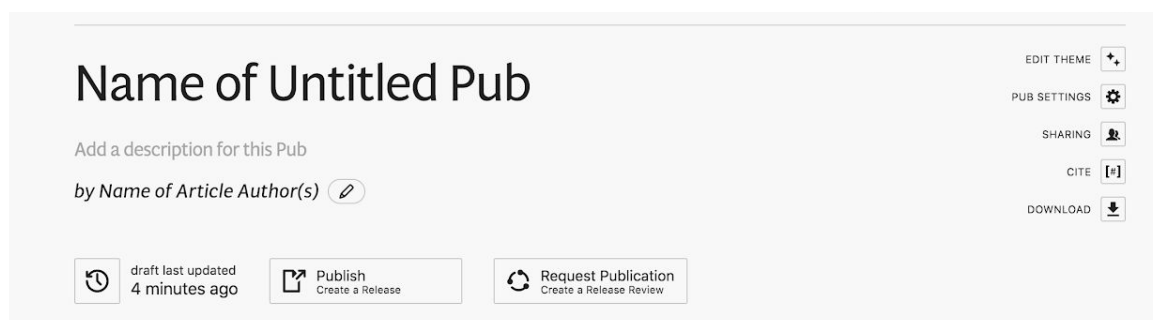 Name of Untitled Pub
Add a description for this Pub
by Name of Article Author(s)
EDIT THEME
PUB SETTINGS
SHARING
CITE [#]
DOWNLOAD
draft last updated
4 minutes ago
Publish
Create a Release
Request Publication
Create a Release Review